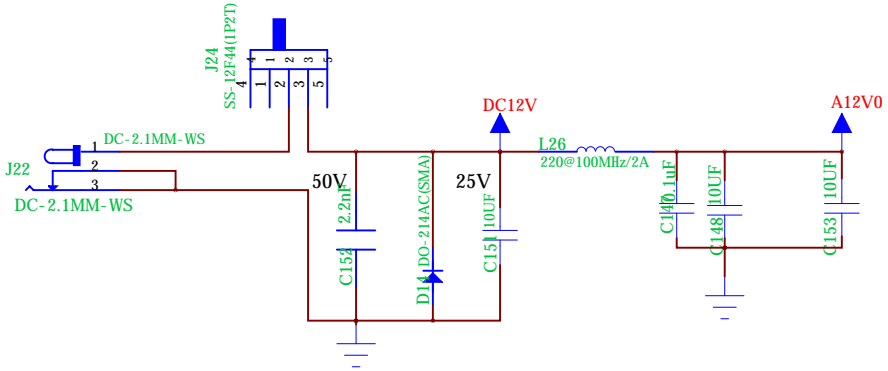 J24
SS-12F44(1P2T)
4 1 2 3 5
4 1 2 3 5
J22
1
DC-2.1MM-WS
2
3
DC-2.1MM-WS
50V
2.2nF
C152
D14 DO-214AC(SMA)
25V
C151 10UF
DC12V
L26
220@100MHz/2A
A12V0
C147 0.1uF
C148 10UF
C153 10UF